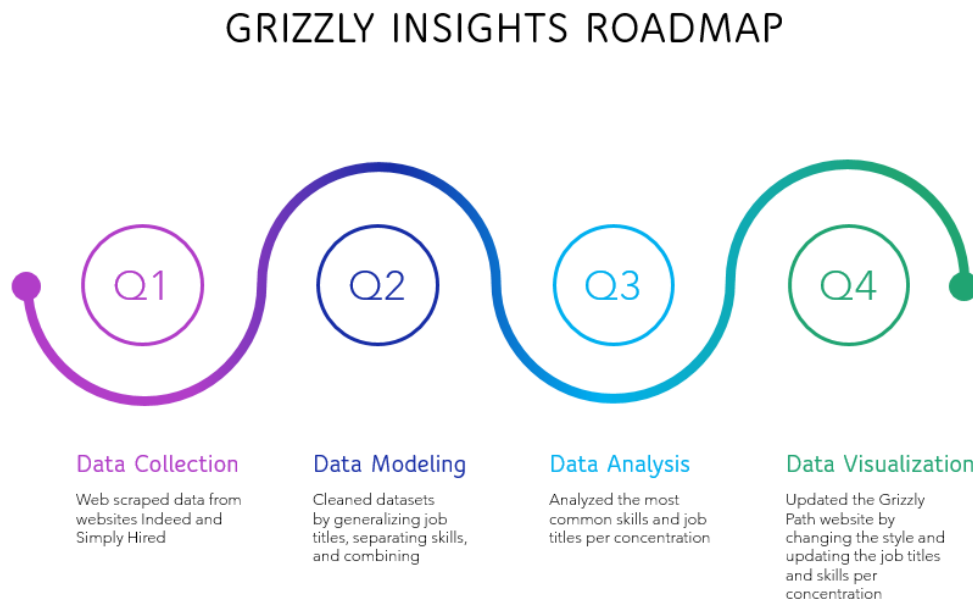 GRIZZLY INSIGHTS ROADMAP
Q1
Q2
Q3
Q4
Data Collection
Web scraped data from
websites Indeed and
Simply Hired
Data Modeling
Cleaned datasets
by generalizing job
titles, separating skills,
and combining
Data Analysis
Analyzed the most
common skills and job
titles per concentration
Data Visualization
Updated the Grizzly
Path website by
changing the style and
updating the job titles
and skills per
concentration